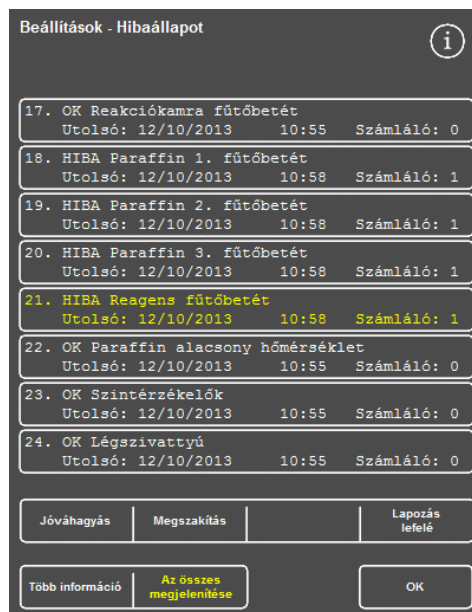 Beállítások - Hibaállapot
i
17. OK Reakciókamra fűtőbetét
Utolsó: 12/10/2013 10:55 Számláló: 0
18. HIBA Paraffin 1. fűtőbetét
Utolsó: 12/10/2013 10:58 Számláló: 1
19. HIBA Paraffin 2. fűtőbetét
Utolsó: 12/10/2013 10:58 Számláló: 1
20. HIBA Paraffin 3. fűtőbetét
Utolsó: 12/10/2013 10:58 Számláló: 1
21. HIBA Reagens fűtőbetét
Utolsó: 12/10/2013 10:58 Számláló: 1
22. OK Paraffin alacsony hőmérséklet
Utolsó: 12/10/2013 10:55 Számláló: 0
23. OK Szintérzékelők
Utolsó: 12/10/2013 10:55 Számláló: 0
24. OK Légszivattyú
Utolsó: 12/10/2013 10:55 Számláló: 0
Jóváhagyás Megszakítás Lapozás
lefelé
Több információ Az összes
megjelenítése OK